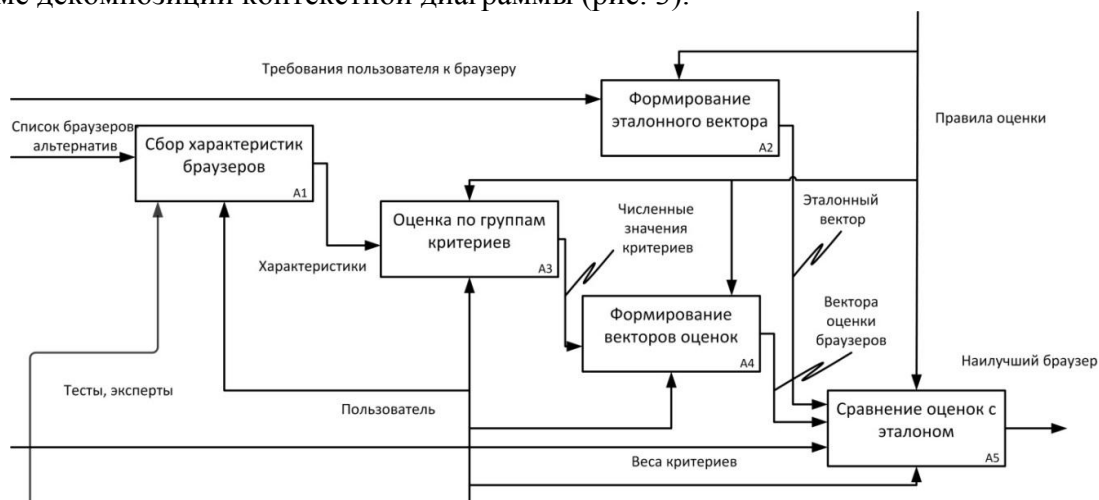 ме декомпозиции контекстной диаграммы (рис. 3).
Требования пользователя к браузеру
Формирование
эталонного вектора
A2
Правила оценки
Список браузеров-
альтернатив
Сбор характеристик
браузеров
A1
Оценка по группам
критериев
A3
Численные
значения
критериев
Эталонный
вектор
Характеристики
Формирование
векторов оценок
A4
Вектора
оценки
браузеров
Наилучший браузер
Тесты, эксперты
Пользователь
Сравнение оценок с
эталоном
A5
Веса критериев